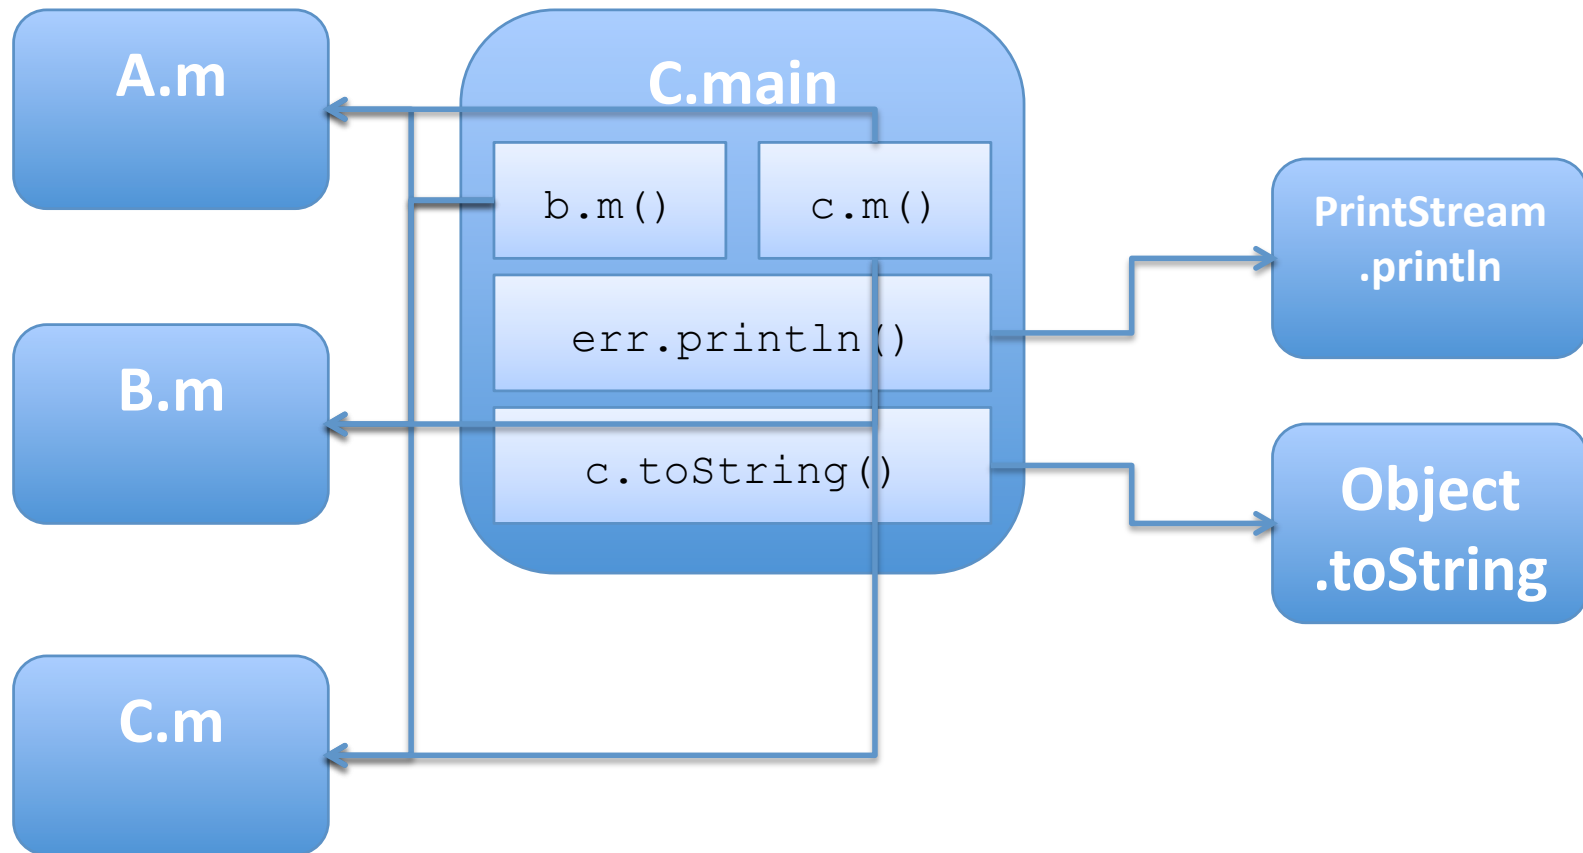 A.m
C.main
b.m()
c.m()
PrintStream
.println
err.println()
B.m
c.toString()
Object
.toString
C.m